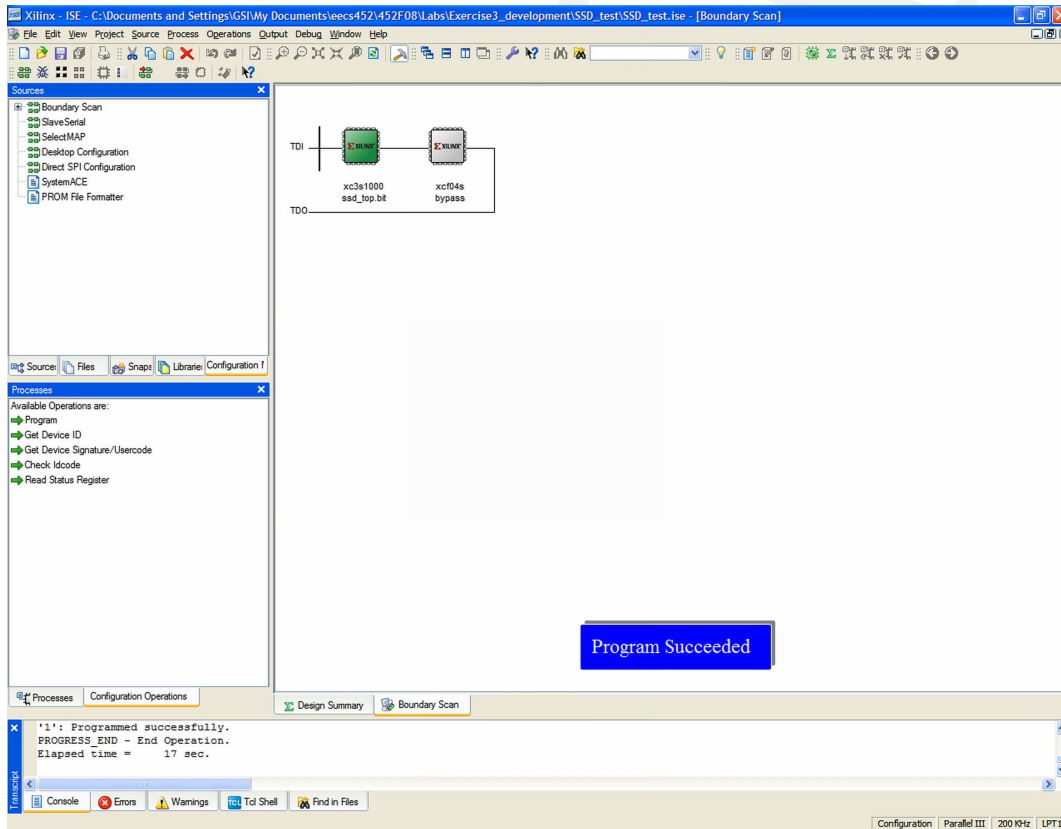 Xilinx - ISE - C:\Documents and Settings\GSI\My Documents\eecs452\452F08\Labs\Exercise3_development\SSD_test\SSD_test.ise - [Boundary Scan]
File Edit View Project Source Process Operations Output Debug Window Help
Sources
Boundary Scan
SlaveSerial
SelectMAP
Desktop Configuration
Direct SPI Configuration
SystemACE
PROM File Formatter
Source: Files Snaps Librarie: Configuration M
Processes
Available Operations are:
Program
Get Device ID
Get Device Signature/Usercode
Check Idcode
Read Status Register
Processes Configuration Operations
TDI
XILINX XILINX
xc3s1000 xcf04s
ssd_top.bit bypass
TDO
Program Succeeded
Design Summary Boundary Scan
'1': Programmed successfully.
PROGRESS_END - End Operation.
Elapsed time = 17 sec.
Transcript
Console Errors Warnings TCL Tcl Shell Find in Files
Configuration Parallel III 200 KHz LPT1